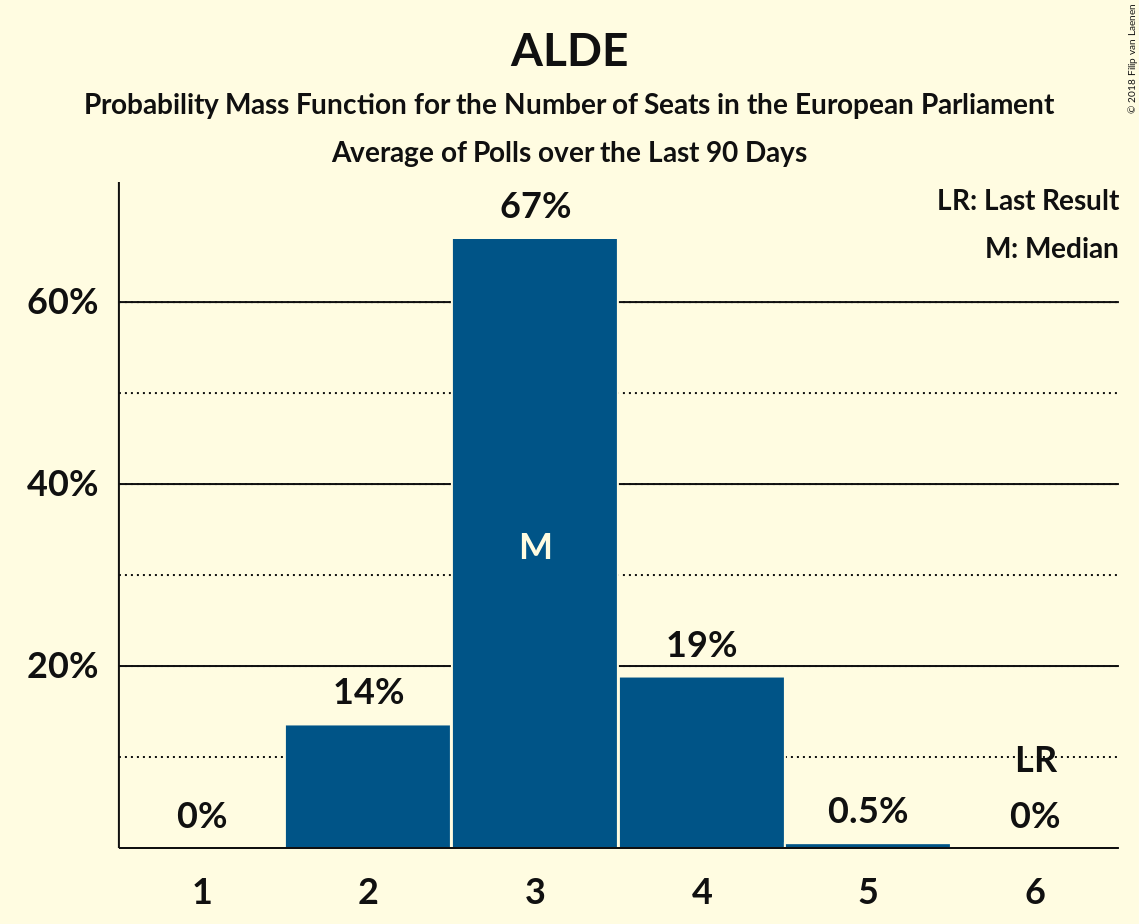 ALDE
Probability Mass Function for the Number of Seats in the European Parliament
Average of Polls over the Last 90 Days
© 2018 Filip van Laenen
LR: Last Result
M: Median
67%
60%
40%
M
19%
20%
14%
LR
0%
0.5%
0%
1 2 3 4 5 6